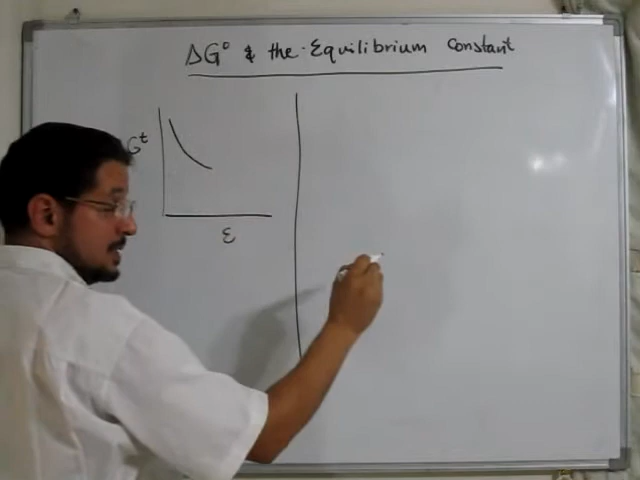 ΔG° & the Equilibrium Constant
Gᵗ
ε